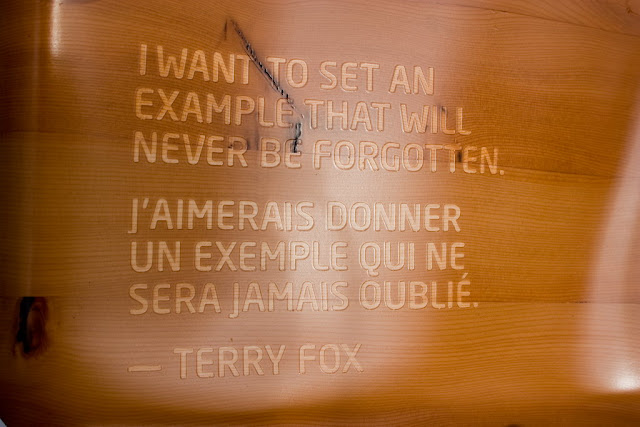 I WANT TO SET AN
EXAMPLE THAT WILL
NEVER BE FORGOTTEN.
J'AIMERAIS DONNER
UN EXEMPLE QUI NE
SERA JAMAIS OUBLIÉ.
— TERRY FOX